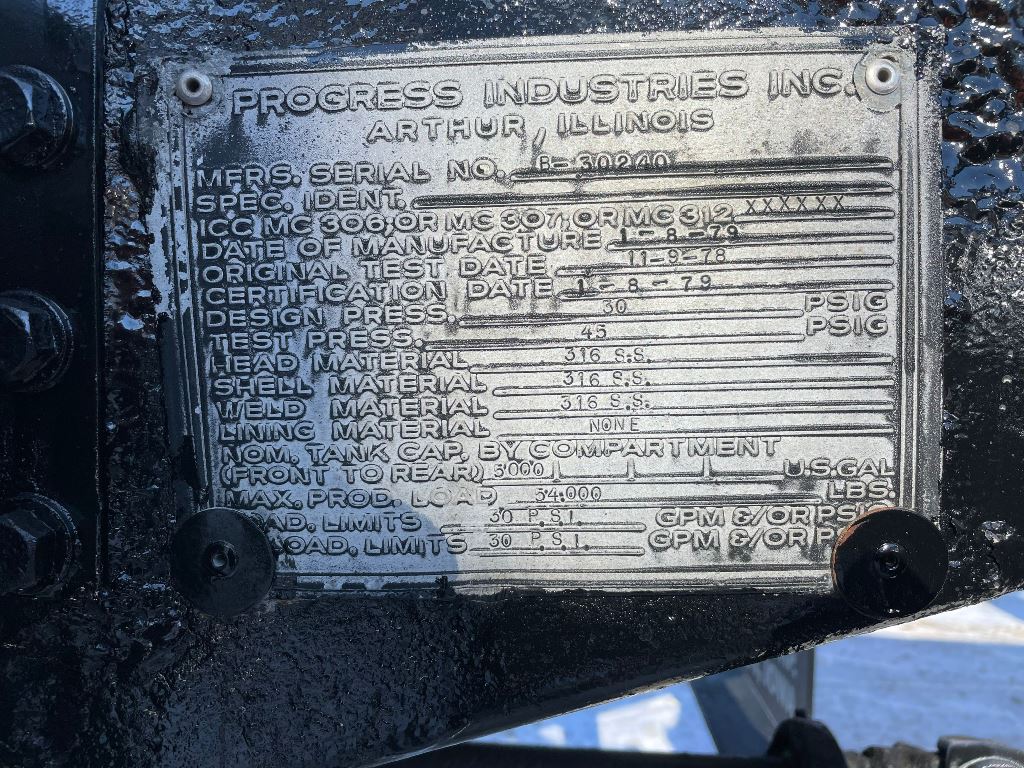 PROGRESS INDUSTRIES INC.
ARTHUR, ILLINOIS
MFRS. SERIAL NO. B-30240
SPEC. IDENT.
ICC MC 306, OR MC 307, OR MC 312 XXXXXX
DATE OF MANUFACTURE 1-8-79
ORIGINAL TEST DATE 11-9-78
CERTIFICATION DATE 1-8-79
DESIGN PRESS. 30 PSIG
TEST PRESS. 45 PSIG
HEAD MATERIAL 316 S.S.
SHELL MATERIAL 316 S.S.
WELD MATERIAL 316 S.S.
LINING MATERIAL NONE
NOM. TANK CAP. BY COMPARTMENT
(FRONT TO REAR) 5000 U.S.GAL
MAX. PROD. LOAD 54.000 LBS.
LIMITS 30 P.S.I. GPM &/OR PSIG
LIMITS 30 P.S.I. GPM &/OR